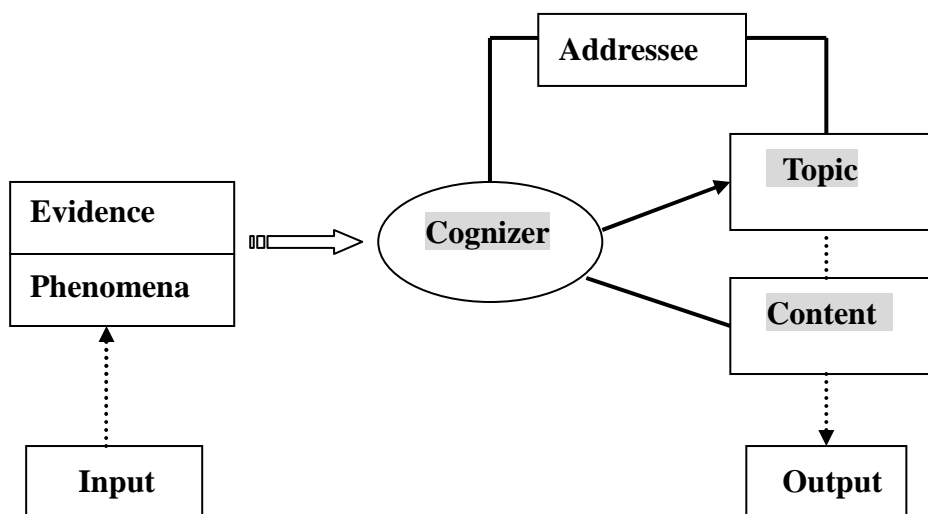 Addressee
Topic
Evidence
Cognizer
Phenomena
Content
Input
Output